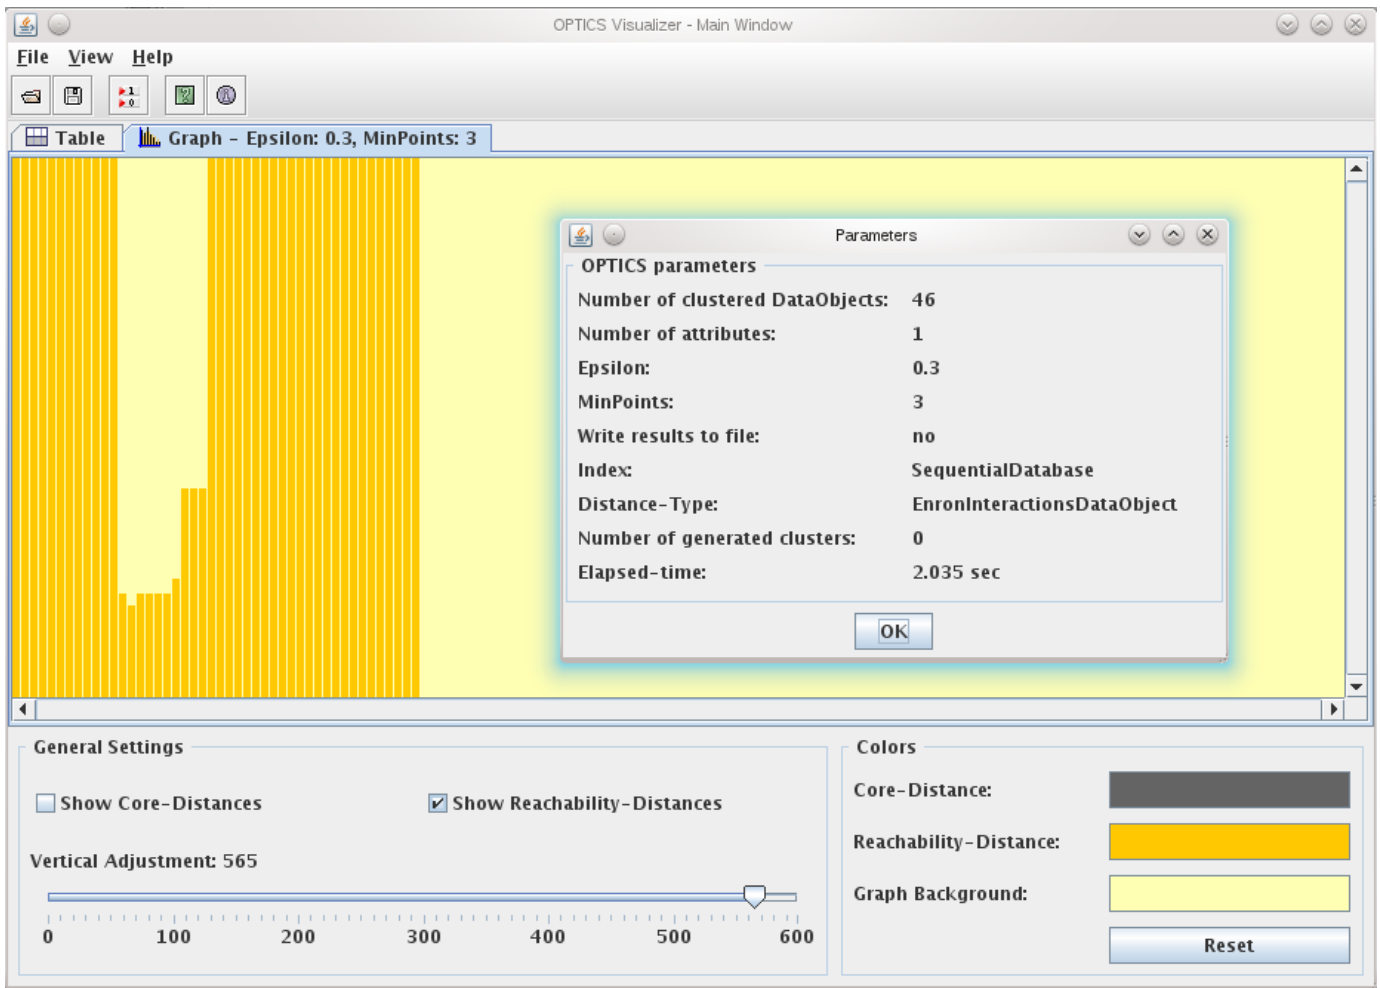 OPTICS Visualizer - Main Window
File View Help
Table Graph - Epsilon: 0.3, MinPoints: 3
Parameters
OPTICS parameters
Number of clustered DataObjects: 46
Number of attributes: 1
Epsilon: 0.3
MinPoints: 3
Write results to file: no
Index: SequentialDatabase
Distance-Type: EnronInteractionsDataObject
Number of generated clusters: 0
Elapsed-time: 2.035 sec
OK
General Settings
Show Core-Distances Show Reachability-Distances
Vertical Adjustment: 565
0 100 200 300 400 500 600
Colors
Core-Distance:
Reachability-Distance:
Graph Background:
Reset